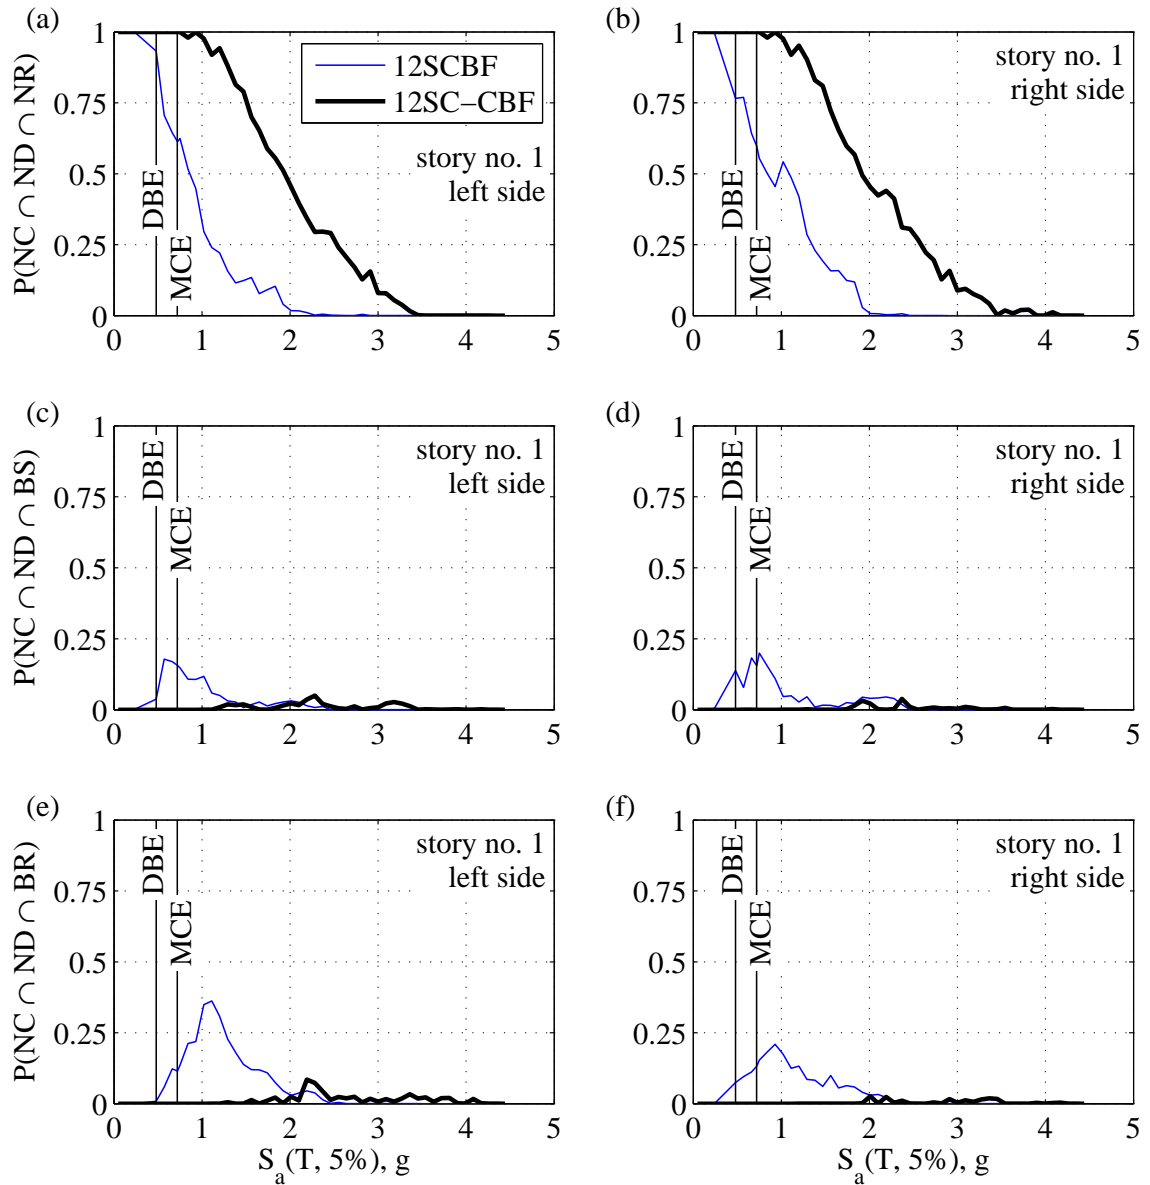 (a)
P(NC ∩ ND ∩ NR)
1
0.75
0.5
0.25
0
0 1 2 3 4 5
DBE
MCE
12SCBF
12SC−CBF
story no. 1
left side
(b)
1
0.75
0.5
0.25
0
0 1 2 3 4 5
DBE
MCE
story no. 1
right side
(c)
P(NC ∩ ND ∩ BS)
1
0.75
0.5
0.25
0
0 1 2 3 4 5
DBE
MCE
story no. 1
left side
(d)
1
0.75
0.5
0.25
0
0 1 2 3 4 5
DBE
MCE
story no. 1
right side
(e)
P(NC ∩ ND ∩ BR)
1
0.75
0.5
0.25
0
0 1 2 3 4 5
DBE
MCE
story no. 1
left side
S_a(T, 5%), g
(f)
1
0.75
0.5
0.25
0
0 1 2 3 4 5
DBE
MCE
story no. 1
right side
S_a(T, 5%), g